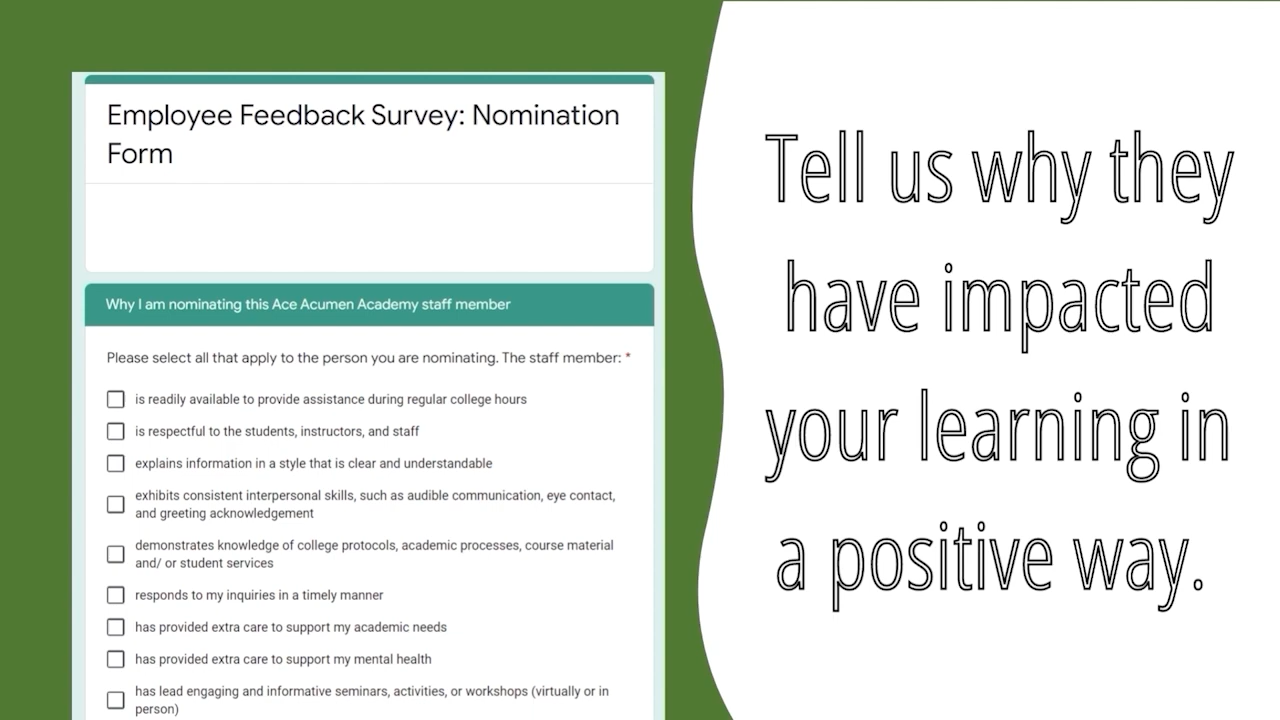 Employee Feedback Survey: Nomination
Form
Why I am nominating this Ace Acumen Academy staff member
Please select all that apply to the person you are nominating. The staff member: *
is readily available to provide assistance during regular college hours
is respectful to the students, instructors, and staff
explains information in a style that is clear and understandable
exhibits consistent interpersonal skills, such as audible communication, eye contact,
and greeting acknowledgement
demonstrates knowledge of college protocols, academic processes, course material
and/ or student services
responds to my inquiries in a timely manner
has provided extra care to support my academic needs
has provided extra care to support my mental health
has lead engaging and informative seminars, activities, or workshops (virtually or in
person)
Tell us why they
have impacted
your learning in
a positive way.